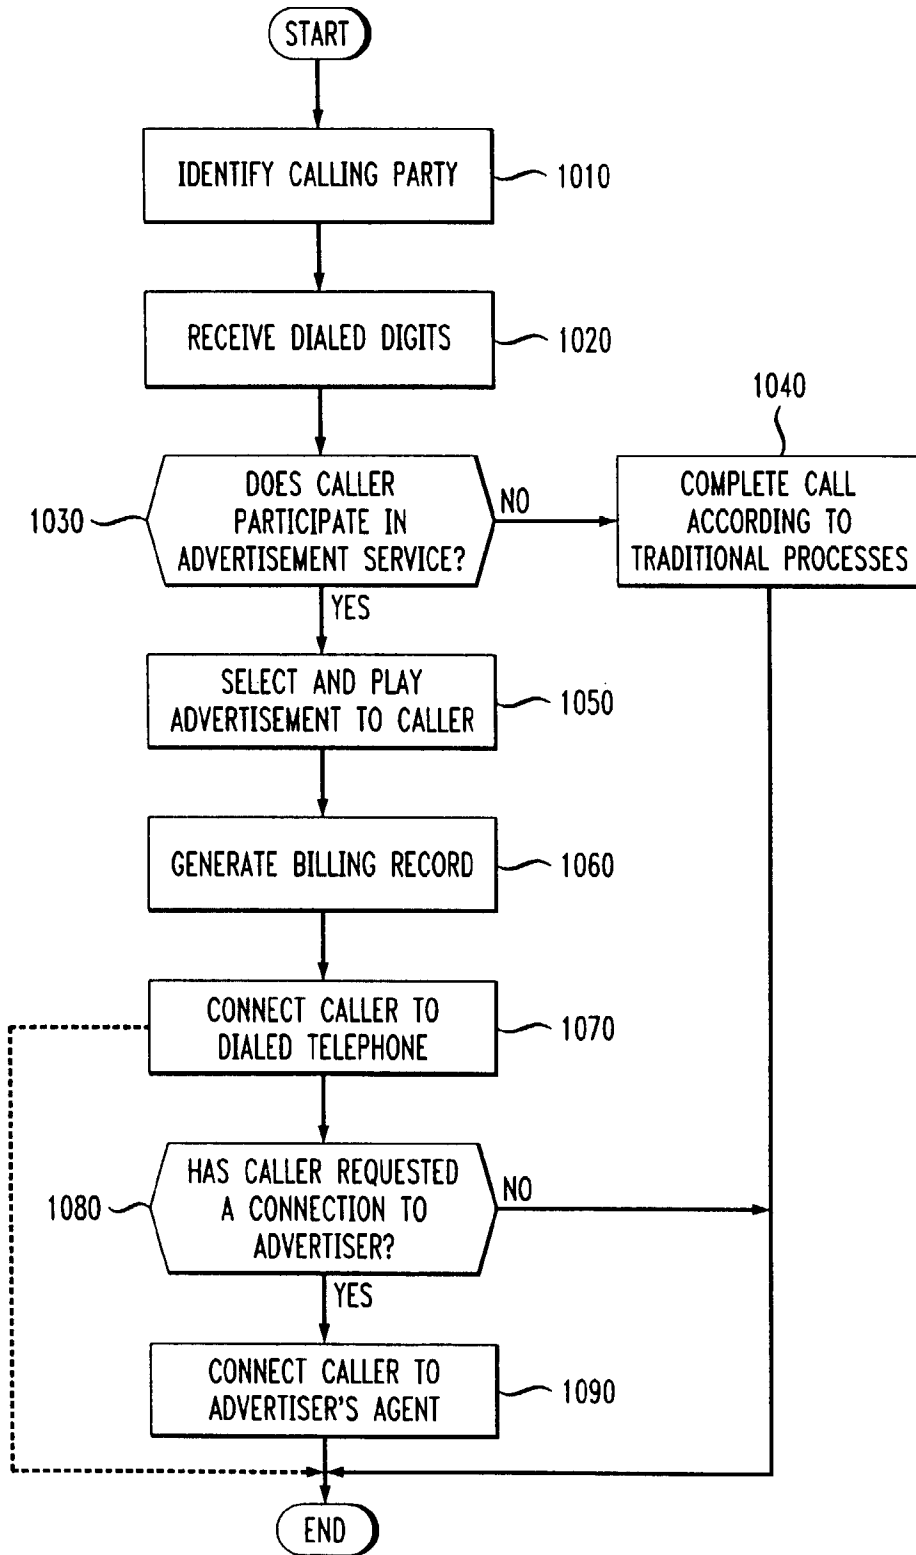 START
IDENTIFY CALLING PARTY
1010
RECEIVE DIALED DIGITS
1020
1040
DOES CALLER
PARTICIPATE IN
ADVERTISEMENT SERVICE?
1030
NO
COMPLETE CALL
ACCORDING TO
TRADITIONAL PROCESSES
YES
SELECT AND PLAY
ADVERTISEMENT TO CALLER
1050
GENERATE BILLING RECORD
1060
CONNECT CALLER TO
DIALED TELEPHONE
1070
HAS CALLER REQUESTED
A CONNECTION TO
ADVERTISER?
1080
NO
YES
CONNECT CALLER TO
ADVERTISER'S AGENT
1090
END